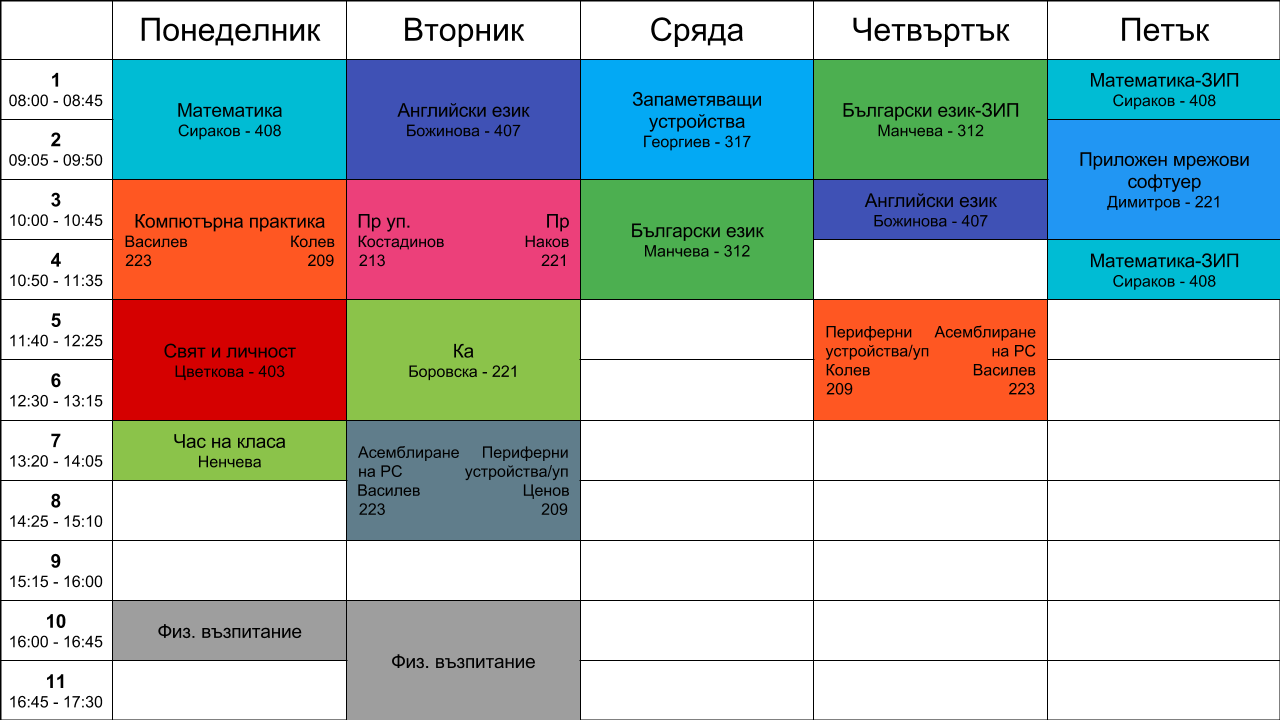 Понеделник Вторник Сряда Четвъртък Петък
1
08:00 - 08:45
2
09:05 - 09:50
3
10:00 - 10:45
4
10:50 - 11:35
5
11:40 - 12:25
6
12:30 - 13:15
7
13:20 - 14:05
8
14:25 - 15:10
9
15:15 - 16:00
10
16:00 - 16:45
11
16:45 - 17:30
Математика
Сираков - 408
Компютърна практика
Василев Колев
223 209
Свят и личност
Цветкова - 403
Час на класа
Ненчева
Физ. възпитание
Английски език
Божинова - 407
Пр уп. Пр
Костадинов Наков
213 221
Ка
Боровска - 221
Асемблиране Периферни
на РС устройства/уп
Василев Ценов
223 209
Физ. възпитание
Запаметяващи
устройства
Георгиев - 317
Български език
Манчева - 312
Български език-ЗИП
Манчева - 312
Английски език
Божинова - 407
Периферни Асемблиране
устройства/уп на РС
Колев Василев
209 223
Математика-ЗИП
Сираков - 408
Приложен мрежови
софтуер
Димитров - 221
Математика-ЗИП
Сираков - 408